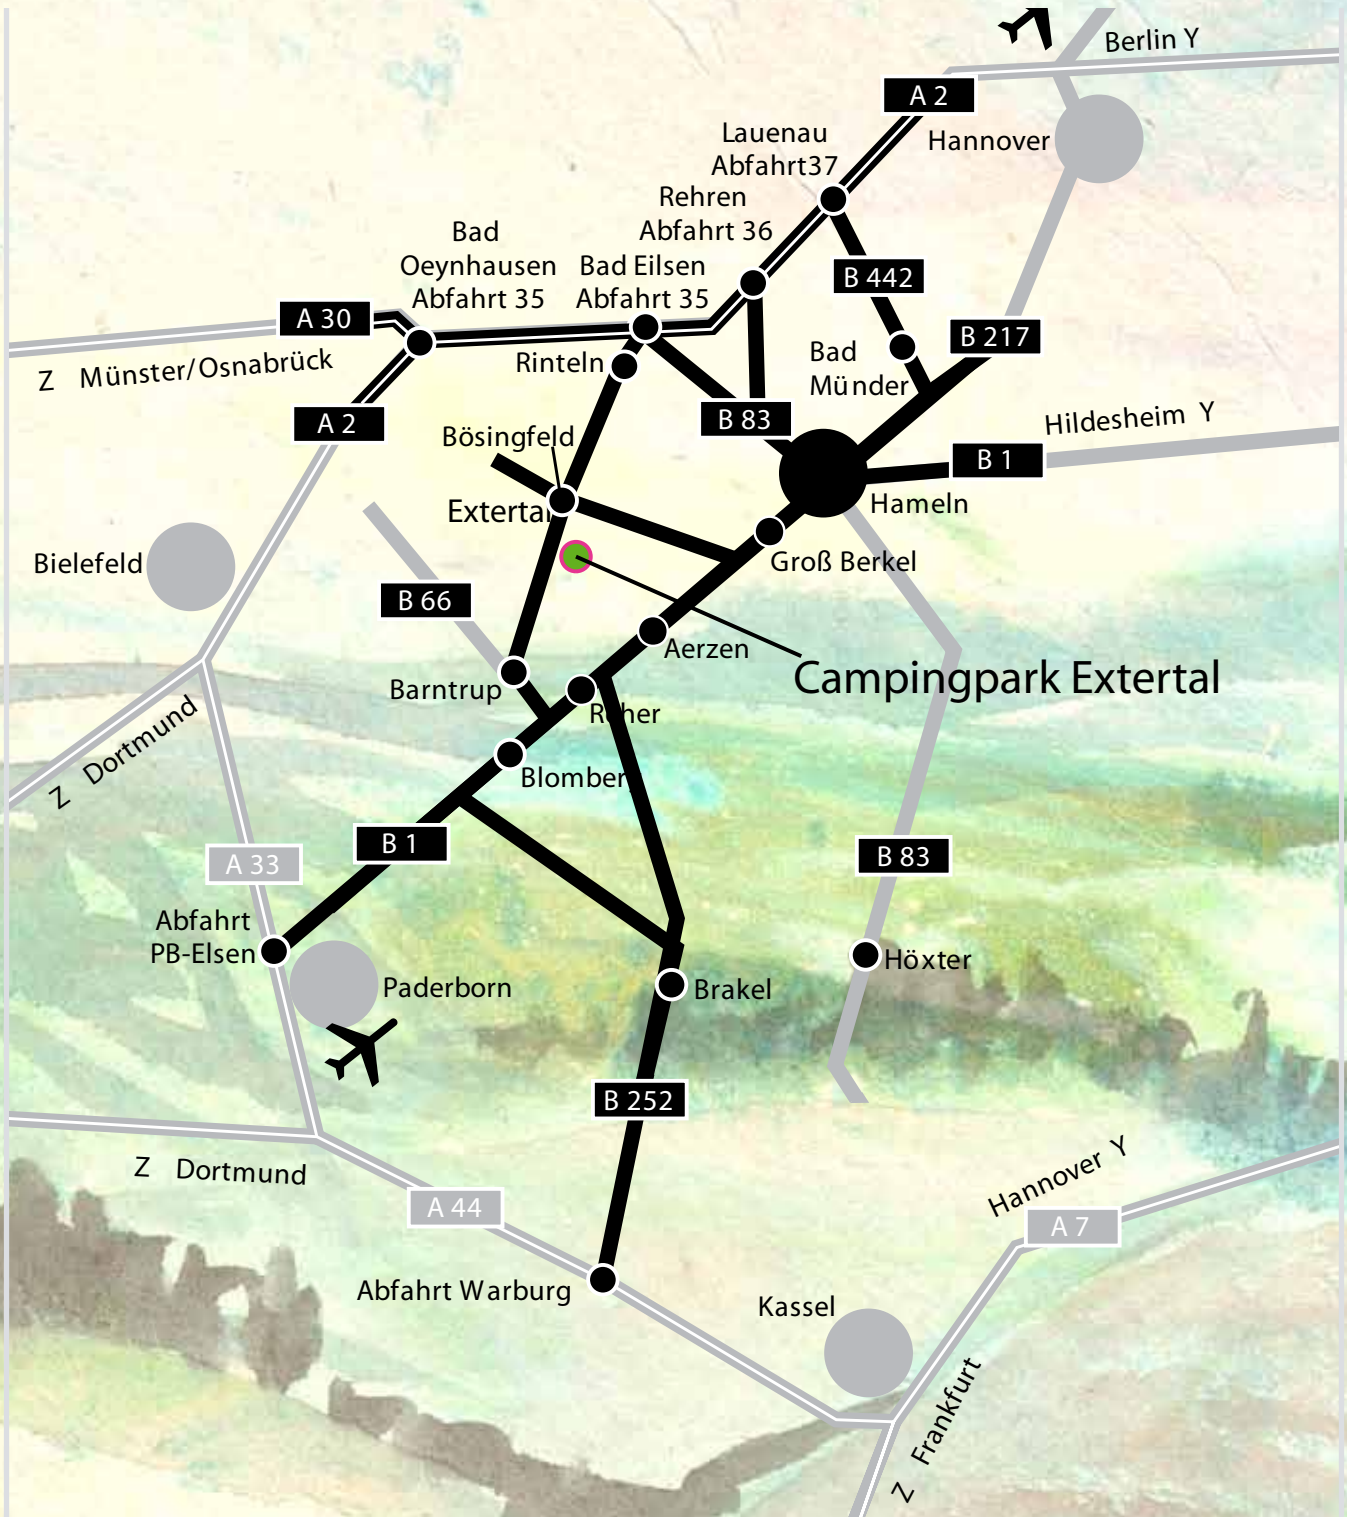 Berlin Y
A 2
Lauenau
Abfahrt37
Hannover
Rehren
Abfahrt 36
Bad
Oeynhausen
Abfahrt 35
Bad Eilsen
Abfahrt 35
B 442
A 30
B 217
Z Münster/Osnabrück
Rinteln
Bad
Münder
A 2
B 83
Hildesheim Y
Bösingfeld
B 1
Extertal
Hameln
Bielefeld
Groß Berkel
B 66
Aerzen
Campingpark Extertal
Barntrup
Reher
Z Dortmund
Blomberg
B 1
B 83
A 33
Abfahrt
PB-Elsen
Höxter
Paderborn
Brakel
B 252
Z Dortmund
Hannover Y
A 44
A 7
Abfahrt Warburg
Kassel
Z Frankfurt